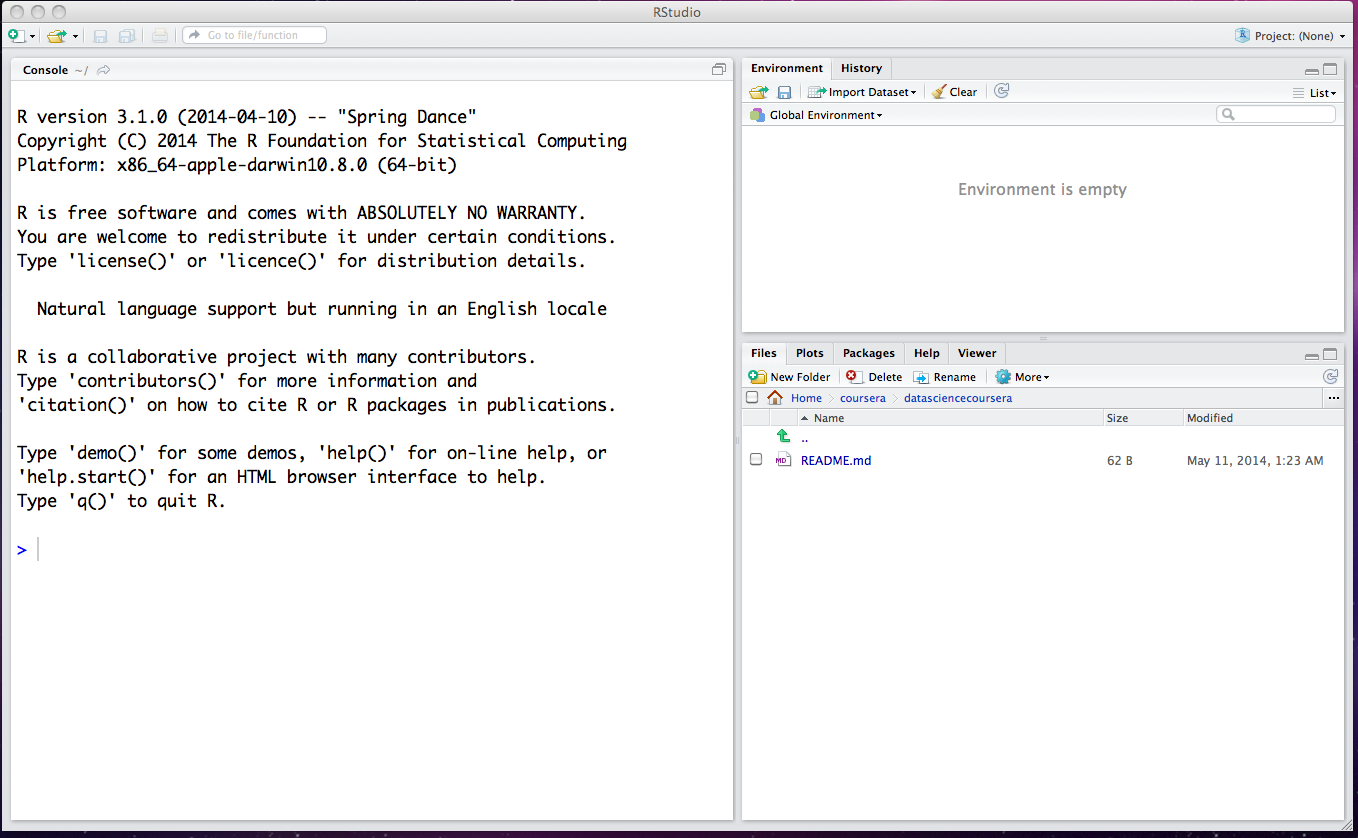 RStudio
Go to file/function
Project: (None)
Console ~/
R version 3.1.0 (2014-04-10) -- "Spring Dance"
Copyright (C) 2014 The R Foundation for Statistical Computing
Platform: x86_64-apple-darwin10.8.0 (64-bit)
R is free software and comes with ABSOLUTELY NO WARRANTY.
You are welcome to redistribute it under certain conditions.
Type 'license()' or 'licence()' for distribution details.
Natural language support but running in an English locale
R is a collaborative project with many contributors.
Type 'contributors()' for more information and
'citation()' on how to cite R or R packages in publications.
Type 'demo()' for some demos, 'help()' for on-line help, or
'help.start()' for an HTML browser interface to help.
Type 'q()' to quit R.
>
Environment History
Import Dataset Clear List
Global Environment
Environment is empty
Files Plots Packages Help Viewer
New Folder Delete Rename More
Home coursera datasciencecoursera ...
Name Size Modified
..
MD README.md 62 B May 11, 2014, 1:23 AM